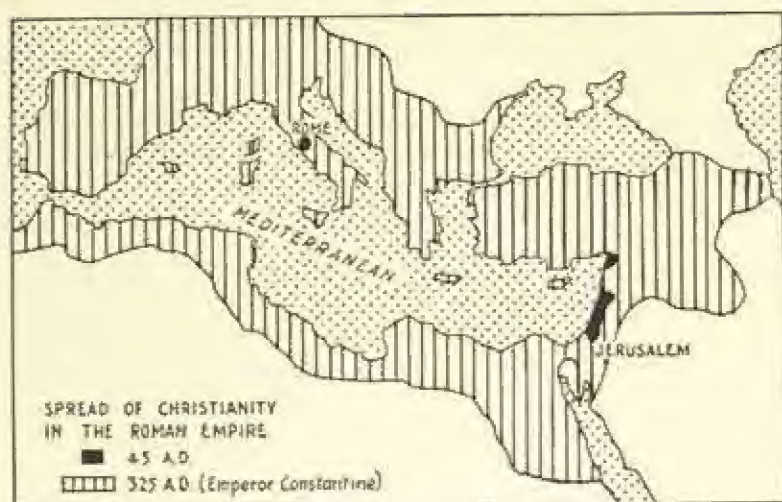 ROME
MEDITERRANEAN
JERUSALEM
SPREAD OF CHRISTIANITY
IN THE ROMAN EMPIRE
45 A.D
325 A.D. (Emperor Constantine)